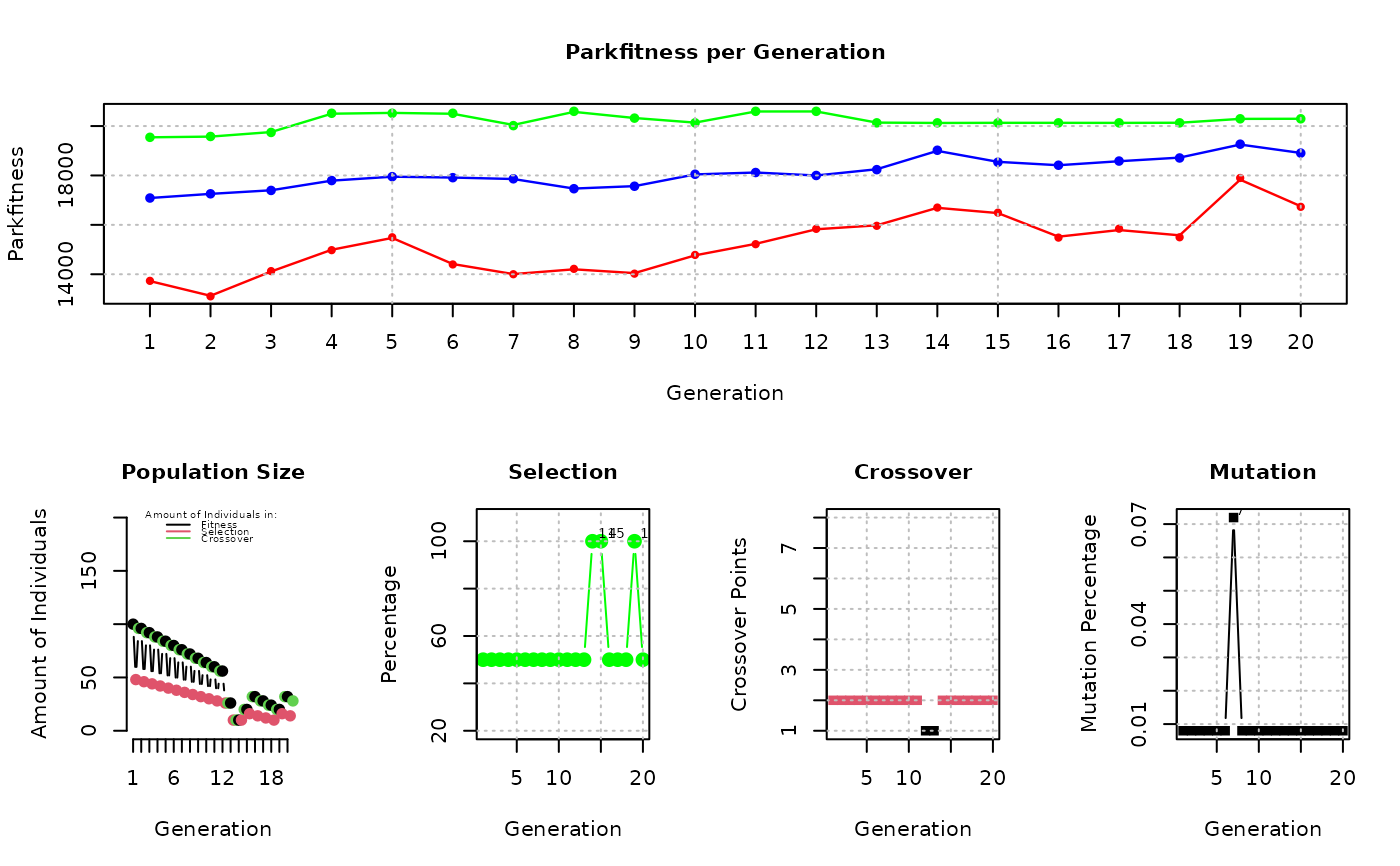 Parkfitness per Generation
Parkfitness
18000
14000
1 2 3 4 5 6 7 8 9 10 11 12 13 14 15 16 17 18 19 20
Generation
Population Size
Amount of Individuals
150
50
0
Amount of Individuals in:
Fitness
Selection
Crossover
1 6 12 18
Generation
Selection
Percentage
100
60
20
5 10 20
Generation
Crossover
Crossover Points
7
5
3
1
5 10 20
Generation
Mutation
Mutation Percentage
0.07
0.04
0.01
7
5 10 20
Generation